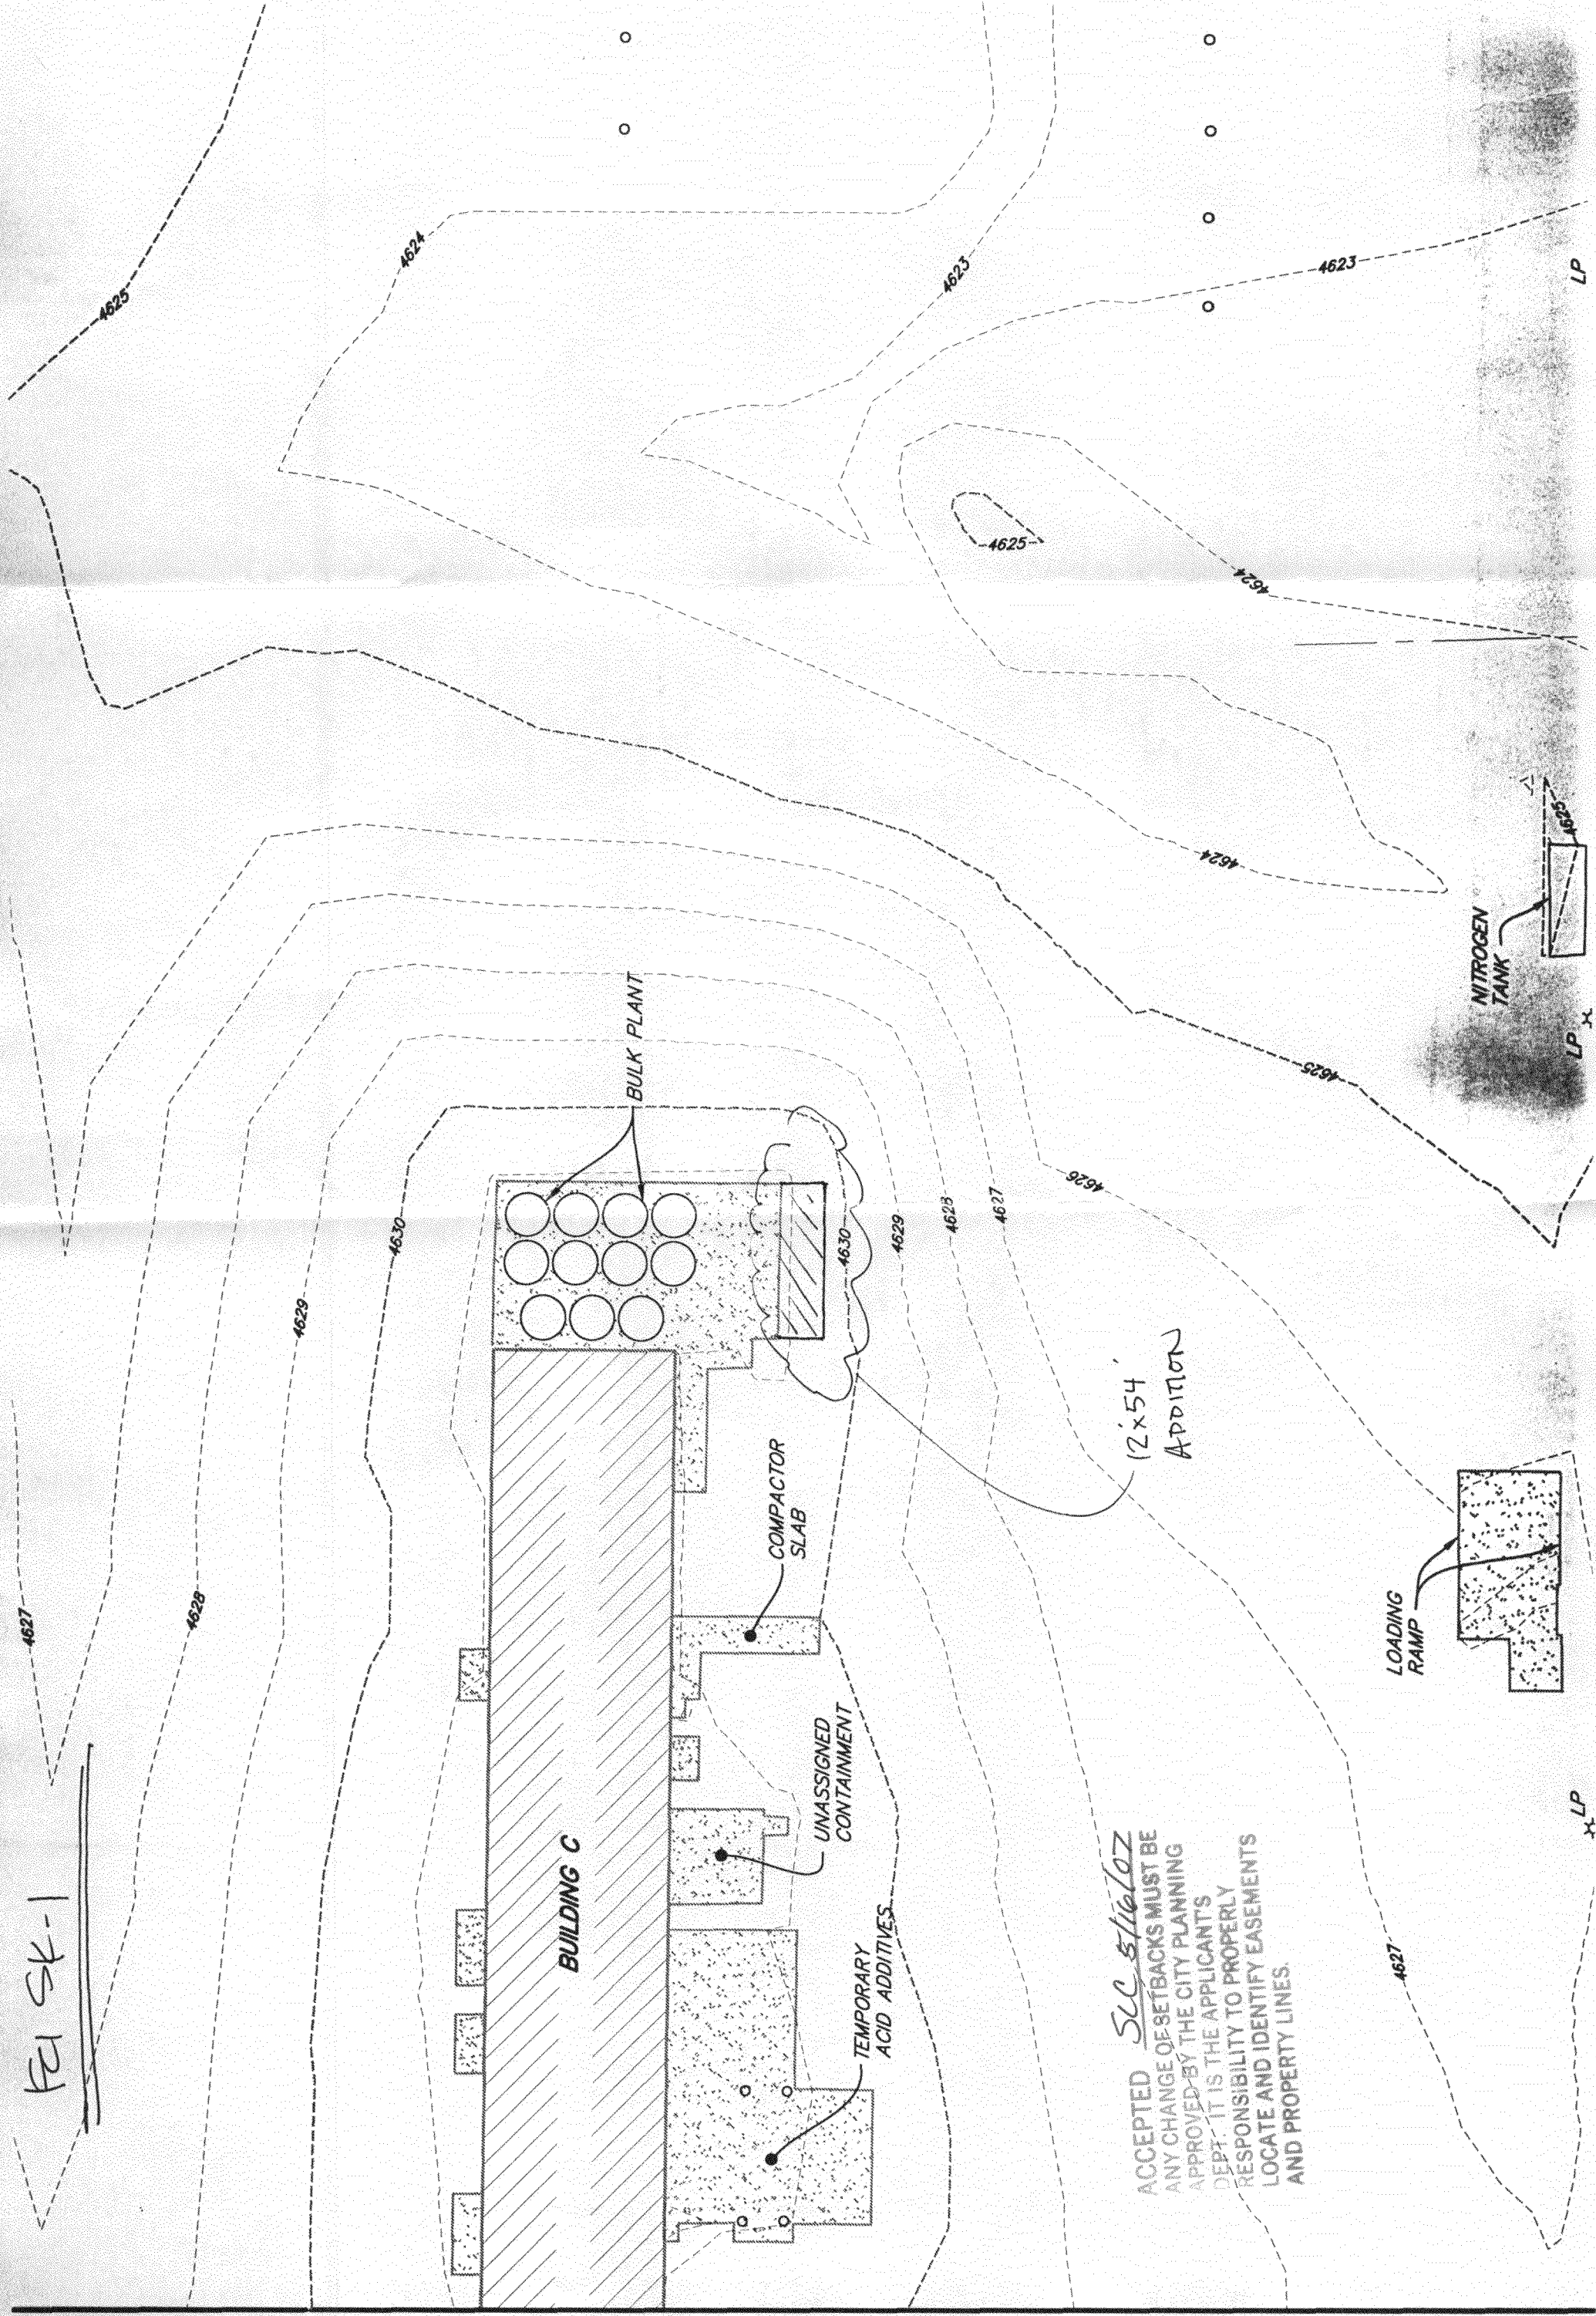 FCI SK-1
4627
4628
4629
4630
4625
4624
BUILDING C
BULK PLANT
COMPACTOR
SLAB
UNASSIGNED
CONTAINMENT
TEMPORARY
ACID ADDITIVES
4630
4629
4628
4627
4626
4625
4624
4625
4624
4623
4623
12'x54'
ADDITION
ACCEPTED SLC 5/16/07
ANY CHANGE OF SETBACKS MUST BE
APPROVED BY THE CITY PLANNING
DEPT. IT IS THE APPLICANT'S
RESPONSIBILITY TO PROPERLY
LOCATE AND IDENTIFY EASEMENTS
AND PROPERTY LINES.
4627
LOADING
RAMP
NITROGEN
TANK
4625
LP
LP
LP